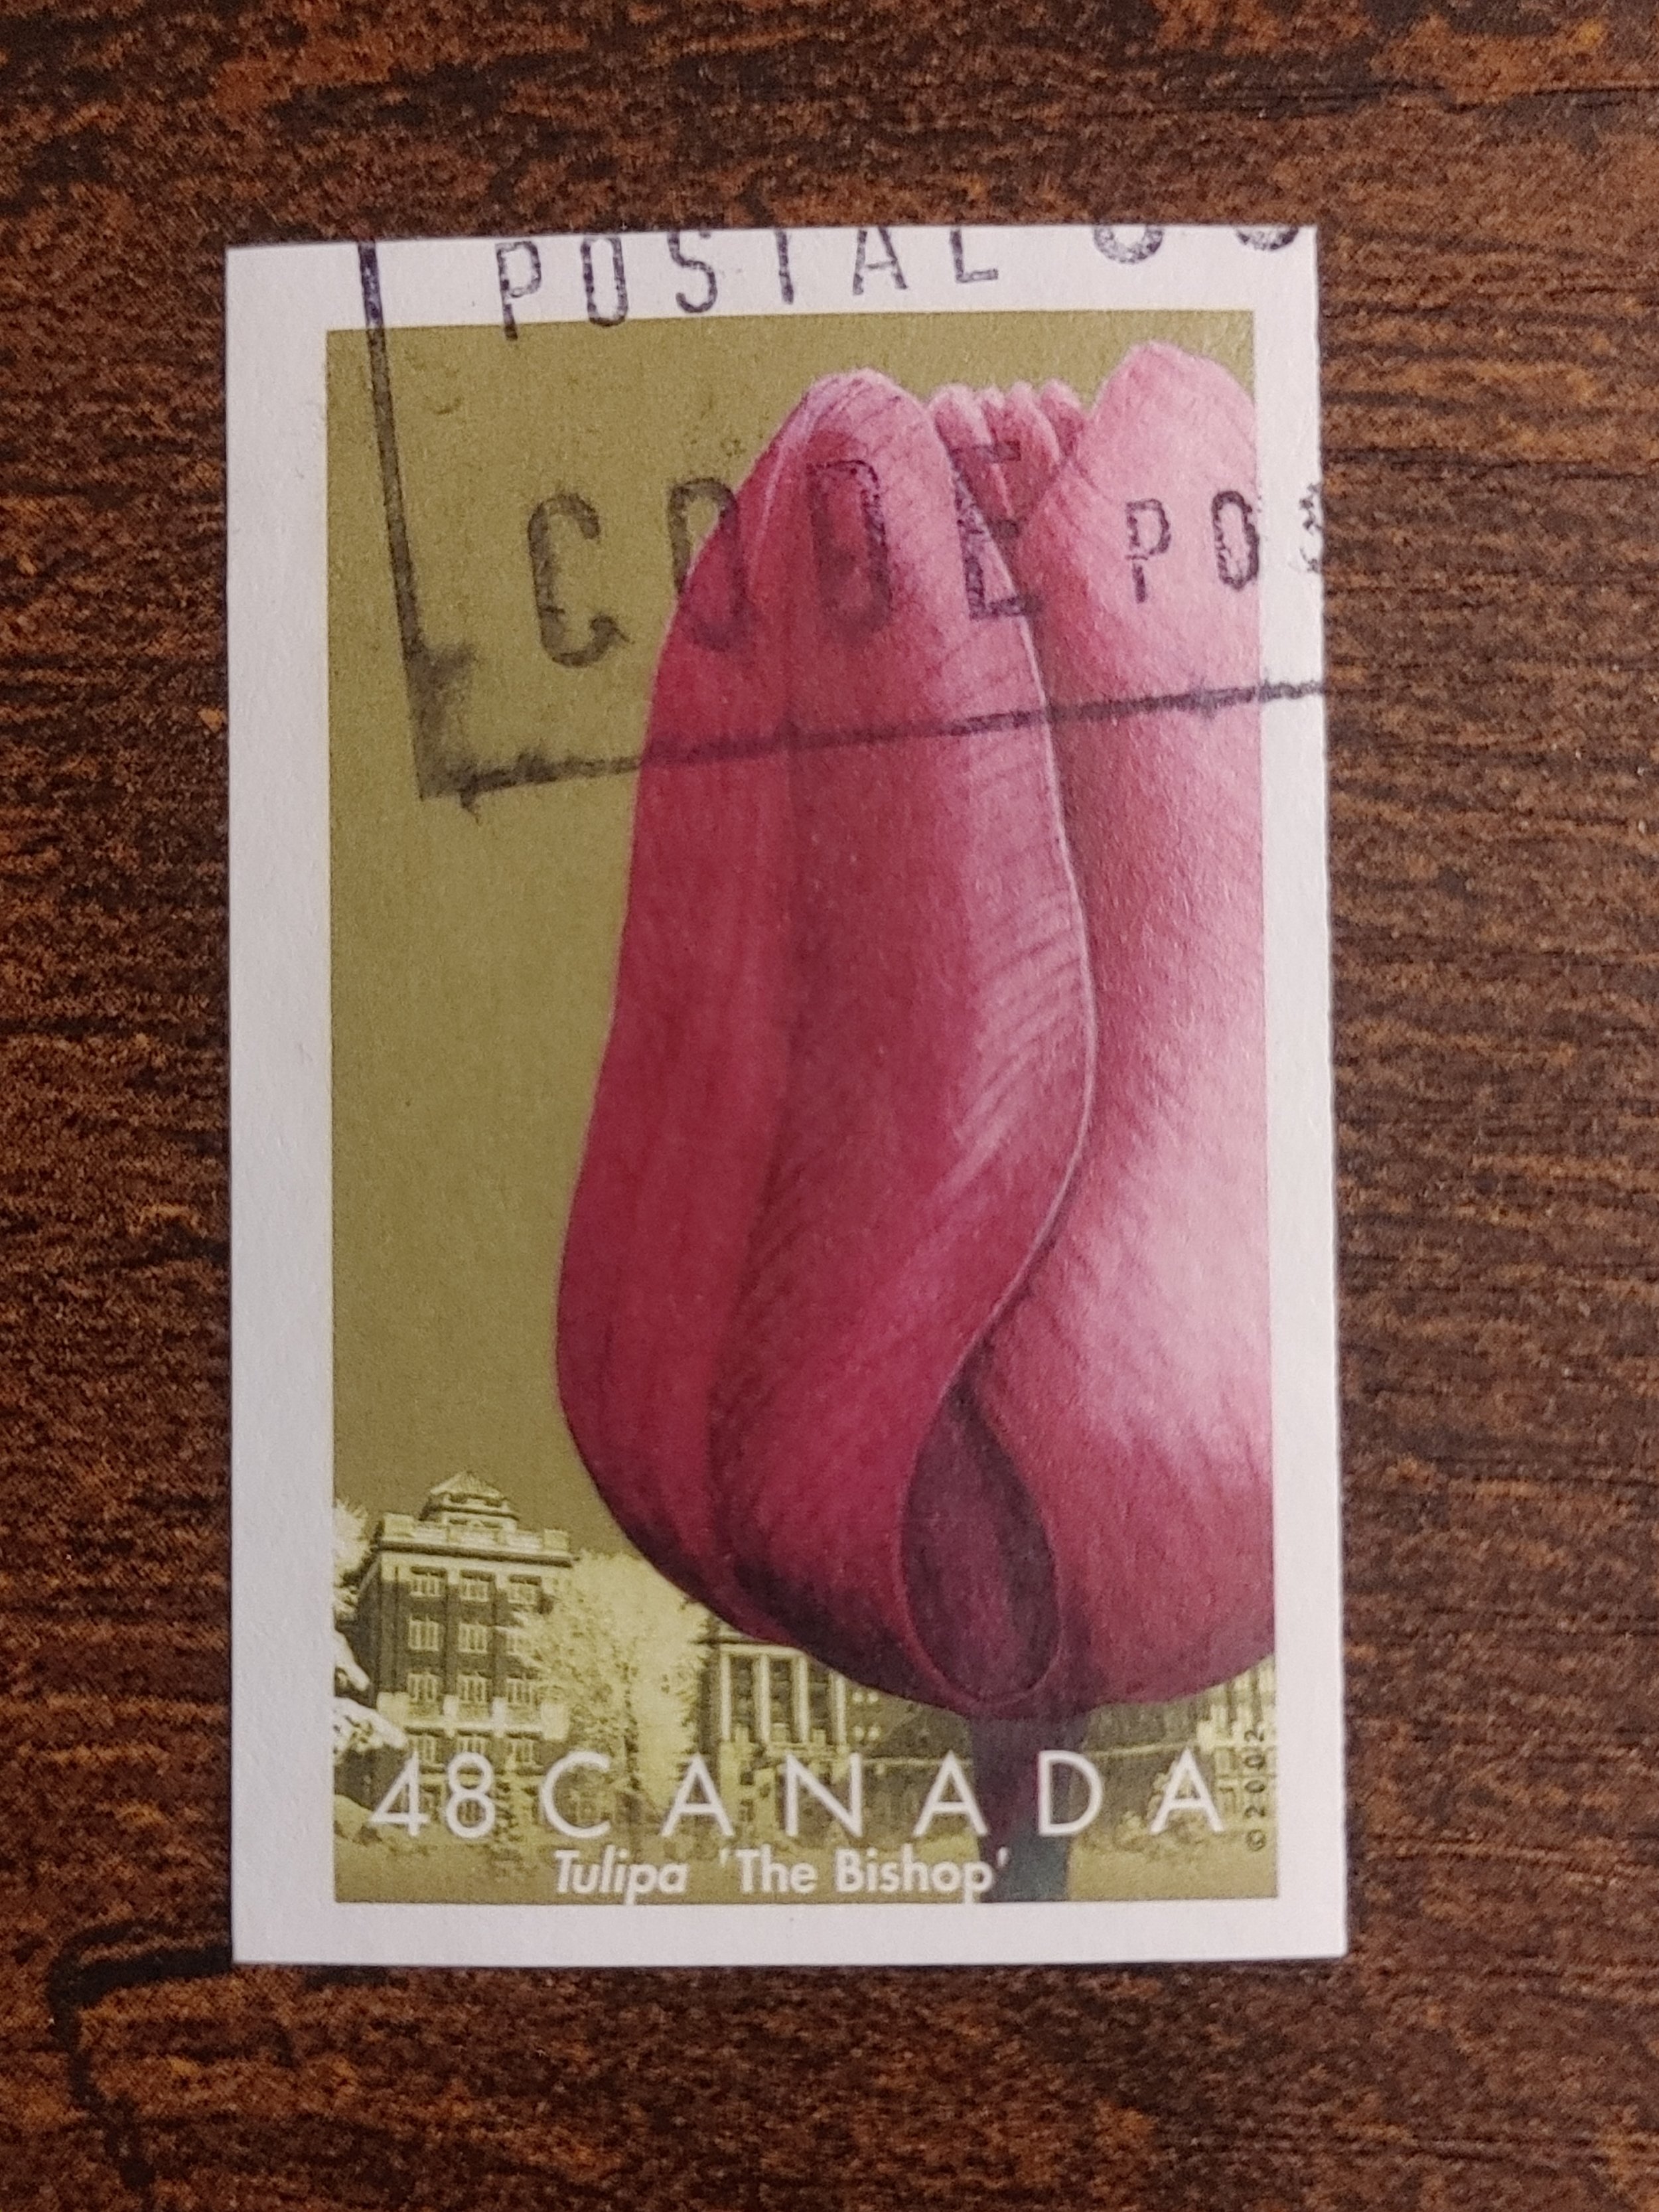 POSTAL
CODE PO
48 CANADA
Tulipa 'The Bishop'
©2002